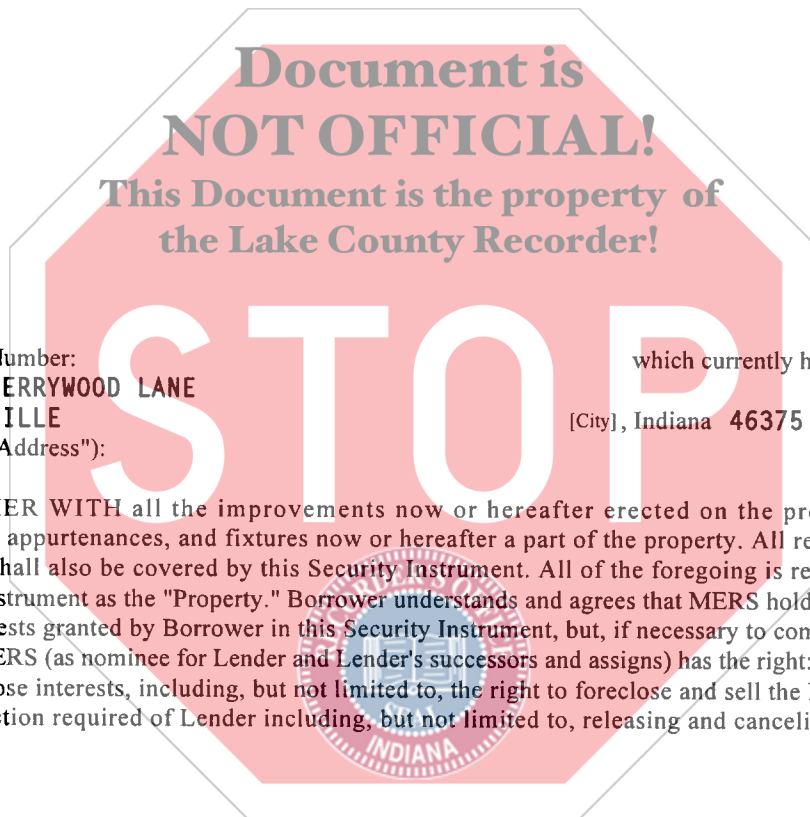 Document is
NOT OFFICIAL!
This Document is the property of
the Lake County Recorder!
STOP
umber: which currently h
ERRYWOOD LANE
ILLE [City], Indiana 46375
Address"):
ER WITH all the improvements now or hereafter erected on the pr
appurtenances, and fixtures now or hereafter a part of the property. All re
hall also be covered by this Security Instrument. All of the foregoing is re
strument as the "Property." Borrower understands and agrees that MERS hold
ests granted by Borrower in this Security Instrument, but, if necessary to com
ERS (as nominee for Lender and Lender's successors and assigns) has the right:
ose interests, including, but not limited to, the right to foreclose and sell the
tion required of Lender including, but not limited to, releasing and canceli
RECORDER'S OFFICE
SEAL
INDIANA